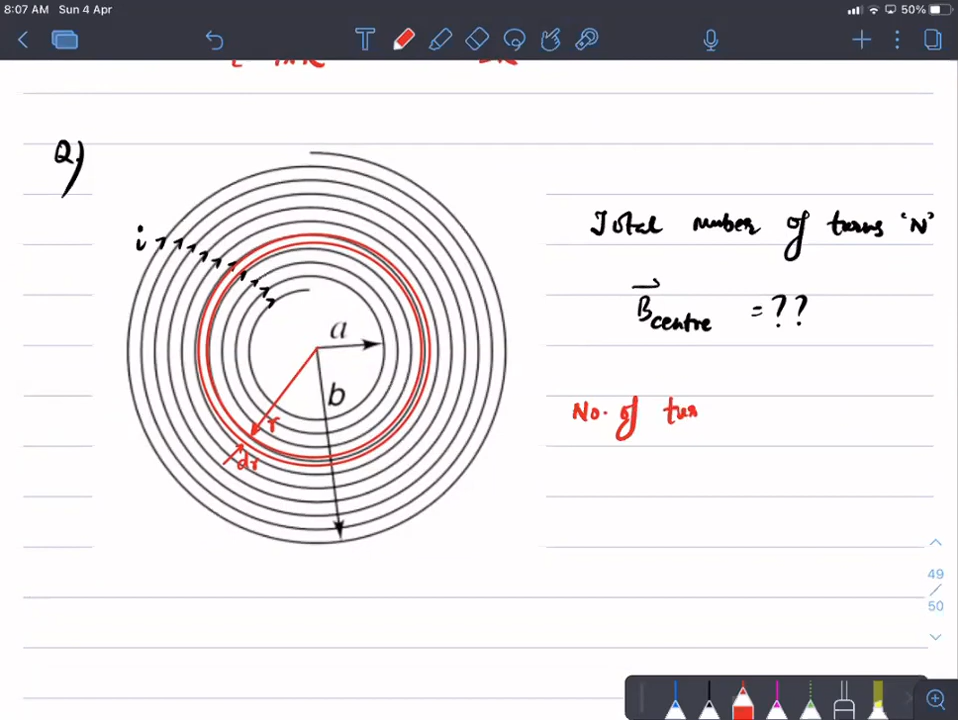 8:07 AM Sun 4 Apr
50%
T
Q)
i
a
b
r
dr
Total number of turns 'N'
B centre = ??
No. of tur
49
/
50